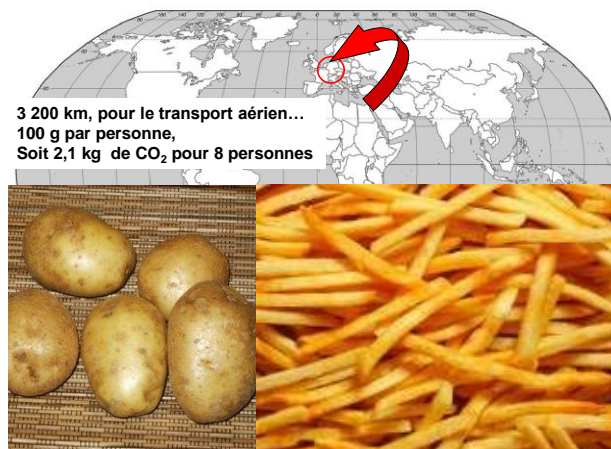 3 200 km, pour le transport aérien…
100 g par personne,
Soit 2,1 kg de CO₂ pour 8 personnes